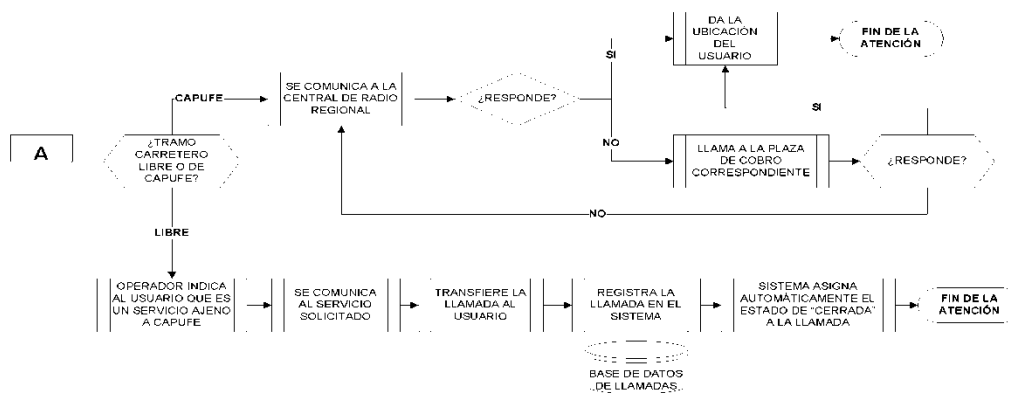 DA LA
UBICACIÓN
DEL
USUARIO
FIN DE LA
ATENCIÓN
SI
CAPUFE
SE COMUNICA A LA
CENTRAL DE RADIO
REGIONAL
¿RESPONDE?
SI
A
¿TRAMO
CARRETERO
LIBRE O DE
CAPUFE?
NO
LLAMA A LA PLAZA
DE COBRO
CORRESPONDIENTE
¿RESPONDE?
NO
LIBRE
OPERADOR INDICA
AL USUARIO QUE ES
UN SERVICIO AJENO
A CAPUFE
SE COMUNICA
AL SERVICIO
SOLICITADO
TRANSFIERE LA
LLAMADA AL
USUARIO
REGISTRA LA
LLAMADA EN EL
SISTEMA
SISTEMA ASIGNA
AUTOMÁTICAMENTE EL
ESTADO DE "CERRADA"
A LA LLAMADA
FIN DE LA
ATENCIÓN
BASE DE DATOS
DE LLAMADAS